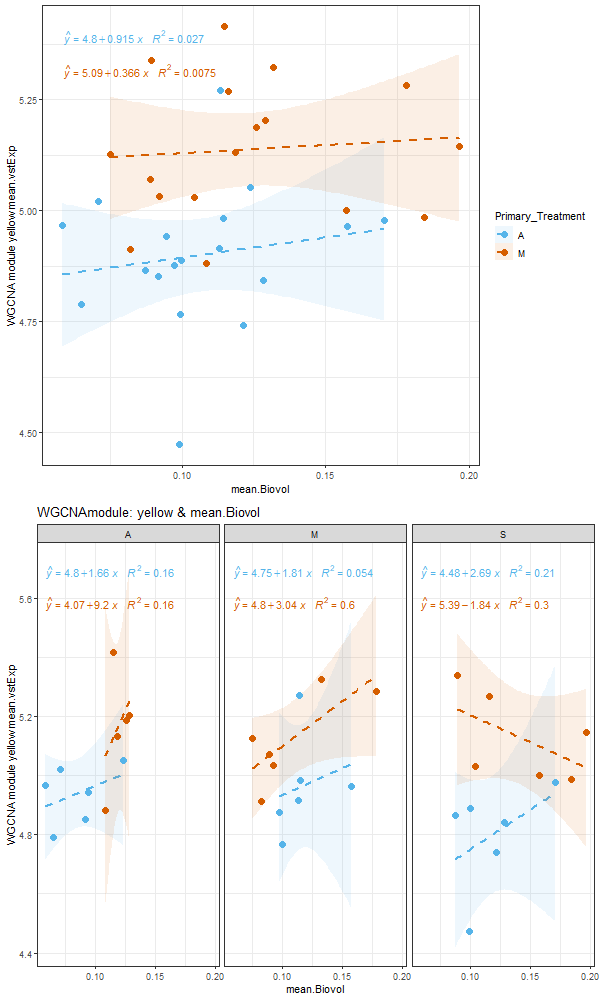 ŷ = 4.8 + 0.915 x R² = 0.027
ŷ = 5.09 + 0.366 x R² = 0.0075
5.25
5.00
4.75
4.50
WGCNA module yellow mean.vstExp
0.10
0.15
0.20
mean.Biovol
Primary_Treatment
A
M
WGCNAmodule: yellow & mean.Biovol
A
M
S
ŷ = 4.8 + 1.66 x R² = 0.16
ŷ = 4.07 + 9.2 x R² = 0.16
ŷ = 4.75 + 1.81 x R² = 0.054
ŷ = 4.8 + 3.04 x R² = 0.6
ŷ = 4.48 + 2.69 x R² = 0.21
ŷ = 5.39 − 1.84 x R² = 0.3
5.6
5.2
4.8
4.4
WGCNA module yellow mean.vstExp
0.10 0.15 0.20
0.10 0.15 0.20
0.10 0.15 0.20
mean.Biovol